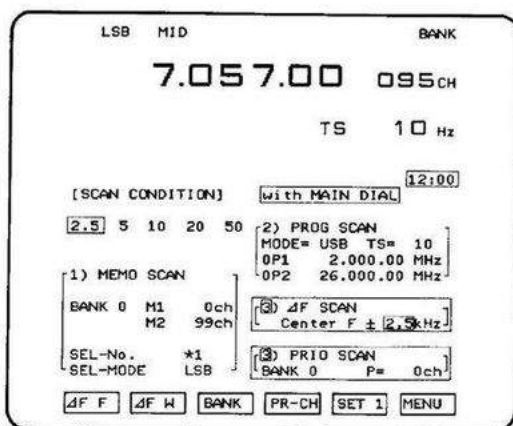 LSB MID BANK
7.057.00 095CH
TS 10 Hz
12:00
[SCAN CONDITION] with MAIN DIAL
2.5 5 10 20 50
2) PROG SCAN
MODE= USB TS= 10
0P1 2.000.00 MHz
0P2 26.000.00 MHz
1) MEMO SCAN
BANK 0 M1 0ch
M2 99ch
SEL-No. *1
SEL-MODE LSB
3) ΔF SCAN
Center F ± 2.5kHz
3) PRIO SCAN
BANK 0 P= 0ch
ΔF F ΔF W BANK PR-CH SET 1 MENU